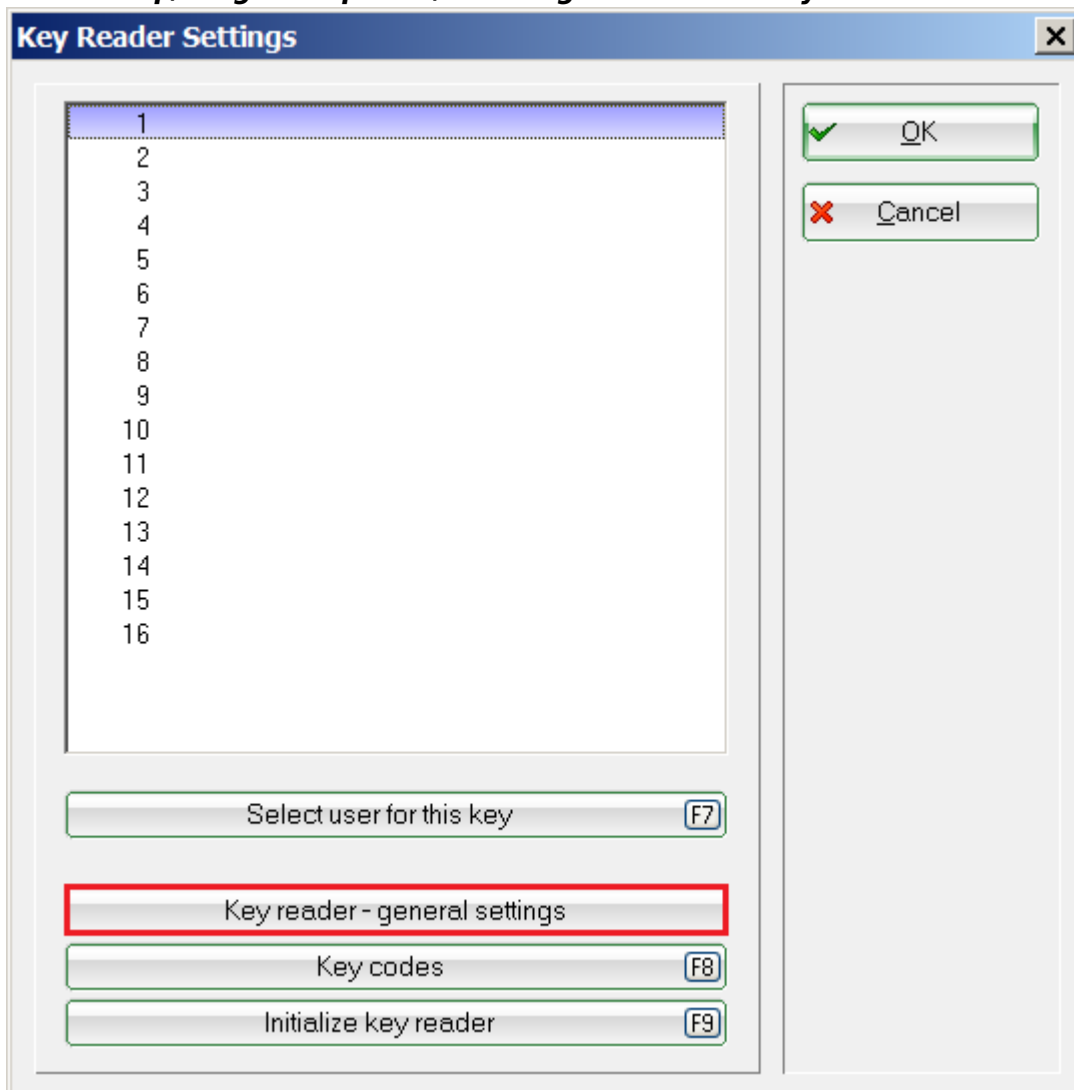 Key Reader Settings
1
2
3
4
5
6
7
8
9
10
11
12
13
14
15
16
OK
Cancel
Select user for this key F7
Key reader - general settings
Key codes F8
Initialize key reader F9